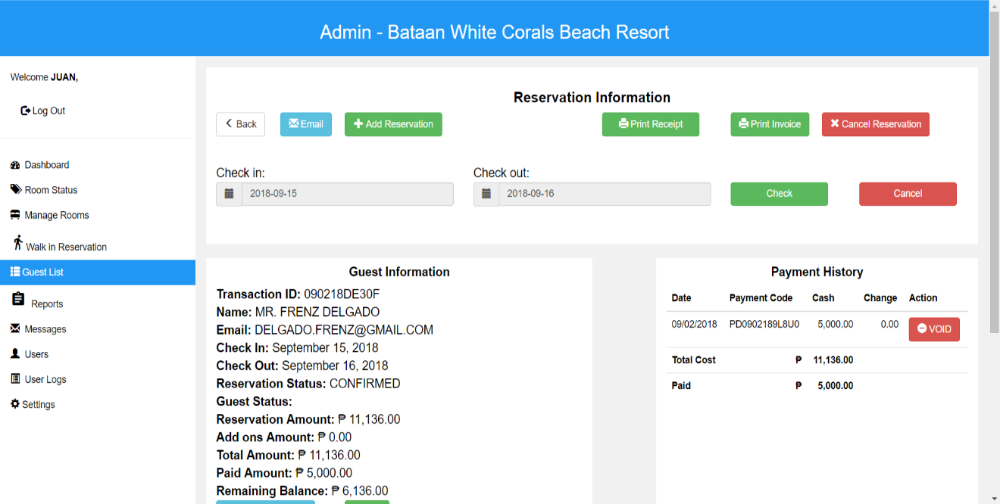 Admin - Bataan White Corals Beach Resort
Welcome JUAN,
Log Out
Dashboard
Room Status
Manage Rooms
Walk in Reservation
Guest List
Reports
Messages
Users
User Logs
Settings
Reservation Information
Back Email Add Reservation Print Receipt Print Invoice Cancel Reservation
Check in: Check out:
2018-09-15 2018-09-16 Check Cancel
Guest Information
Transaction ID: 090218DE30F
Name: MR. FRENZ DELGADO
Email: DELGADO.FRENZ@GMAIL.COM
Check In: September 15, 2018
Check Out: September 16, 2018
Reservation Status: CONFIRMED
Guest Status:
Reservation Amount: ₱ 11,136.00
Add ons Amount: ₱ 0.00
Total Amount: ₱ 11,136.00
Paid Amount: ₱ 5,000.00
Remaining Balance: ₱ 6,136.00
Payment History
Date Payment Code Cash Change Action
09/02/2018 PD0902189L8U0 5,000.00 0.00 VOID
Total Cost ₱ 11,136.00
Paid ₱ 5,000.00